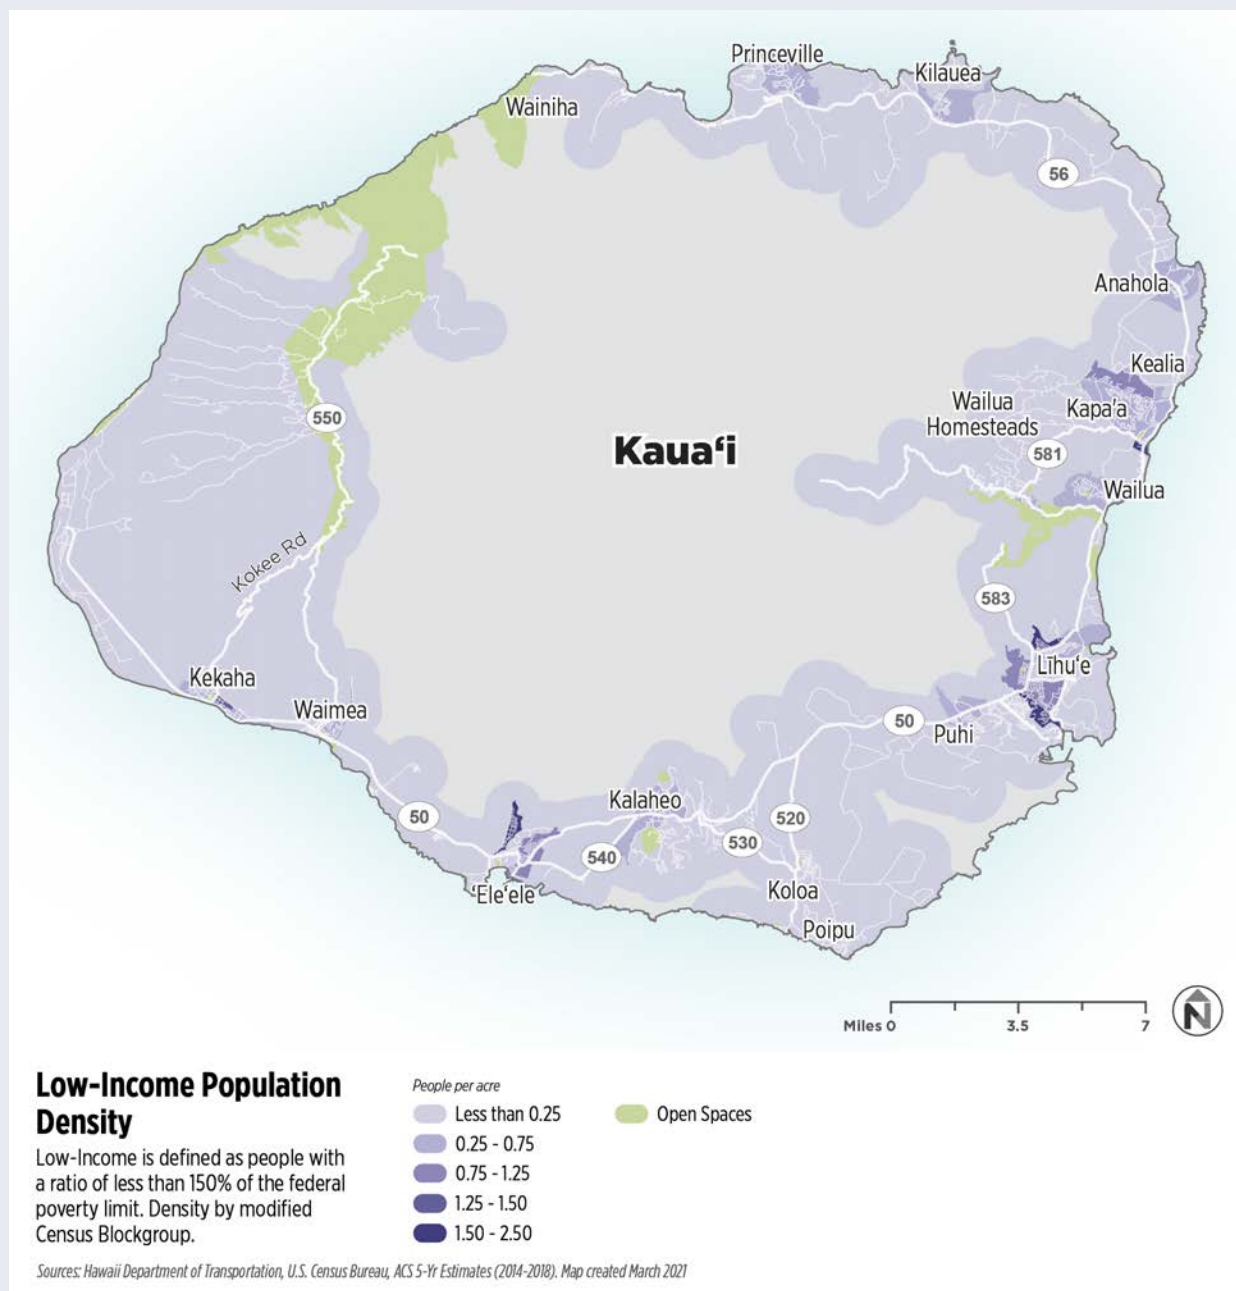 Princeville
Kilauea
Wainiha
56
Anahola
Kealia
550
Wailua
Homesteads
Kapa'a
Kaua‘i
581
Wailua
Kokee Rd
583
Kekaha
Līhu‘e
Waimea
50
Puhi
Kalaheo
50
520
530
540
‘Ele‘ele
Koloa
Poipu
Miles 0 3.5 7
N
Low-Income Population
Density
Low-Income is defined as people with
a ratio of less than 150% of the federal
poverty limit. Density by modified
Census Blockgroup.
People per acre
Less than 0.25
0.25 - 0.75
0.75 - 1.25
1.25 - 1.50
1.50 - 2.50
Open Spaces
Sources: Hawaii Department of Transportation, U.S. Census Bureau, ACS 5-Yr Estimates (2014-2018). Map created March 2021